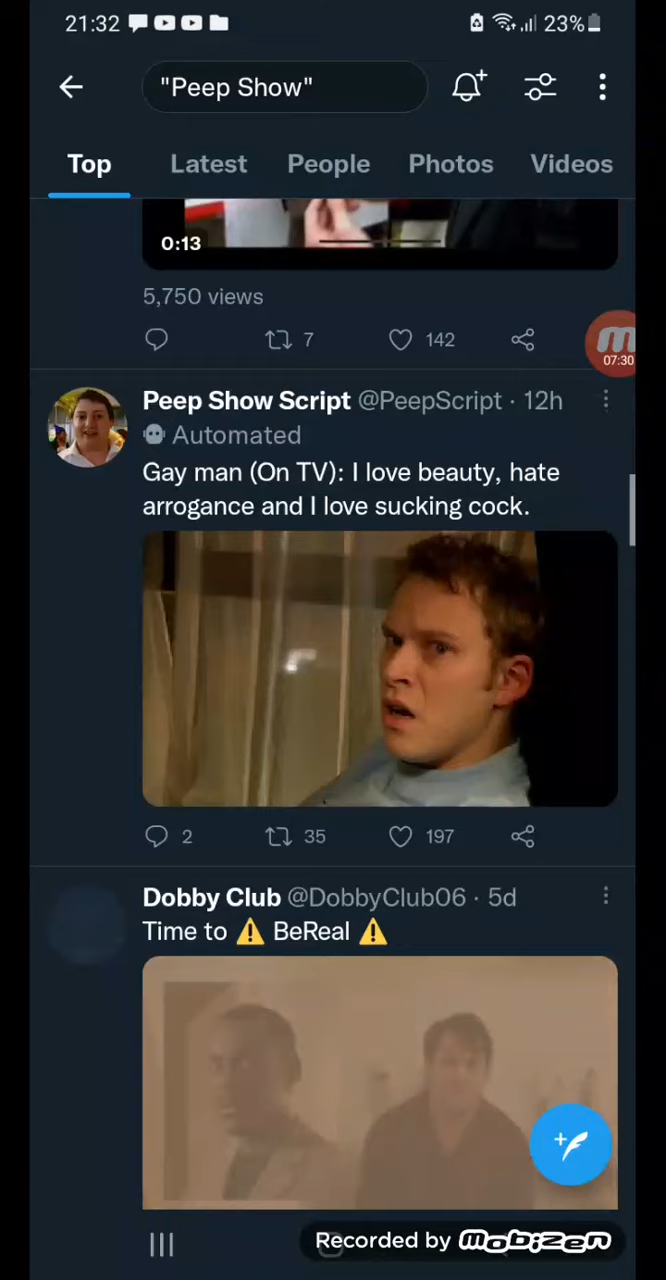 21:32
23%
"Peep Show"
Top Latest People Photos Videos
0:13
5,750 views
7 142
07:30
Peep Show Script @PeepScript · 12h
Automated
Gay man (On TV): I love beauty, hate
arrogance and I love sucking cock.
2 35 197
Dobby Club @DobbyClub06 · 5d
Time to ⚠️ BeReal ⚠️
Recorded by mobizen